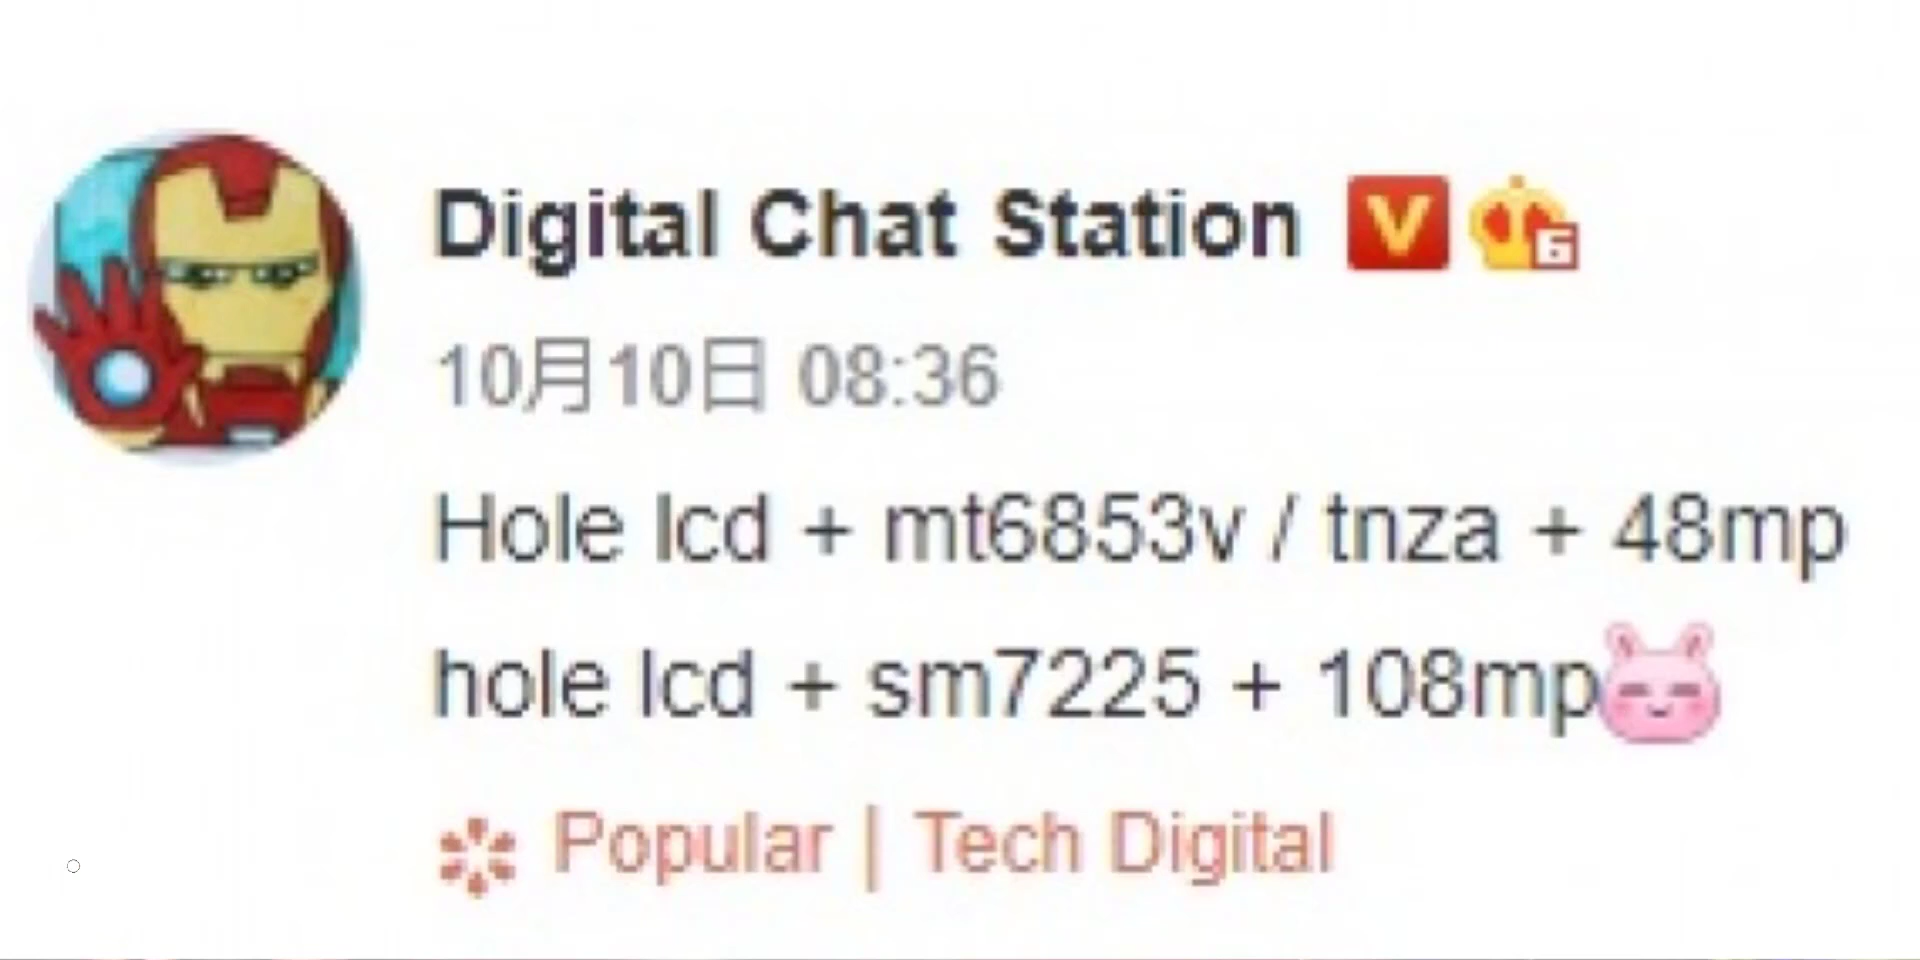 Digital Chat Station V 6
10月10日 08:36
Hole lcd + mt6853v / tnza + 48mp
hole lcd + sm7225 + 108mp
Popular | Tech Digital